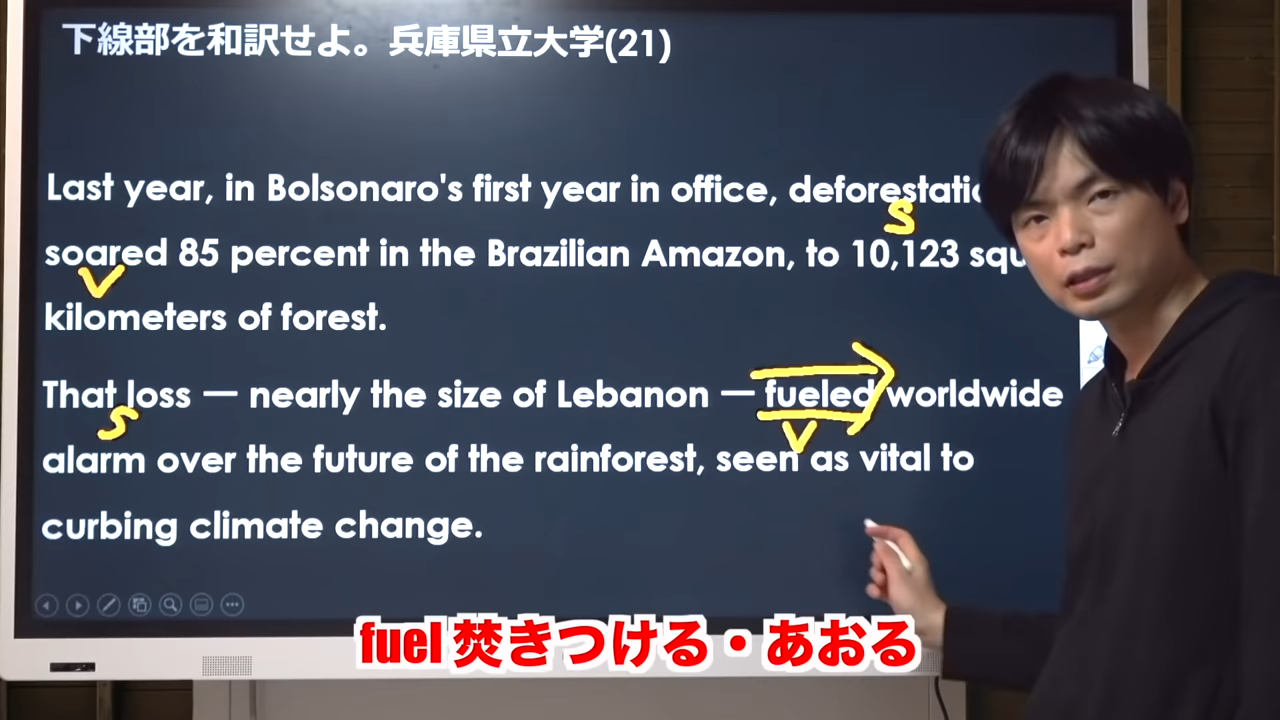 下線部を和訳せよ。兵庫県立大学(21)
Last year, in Bolsonaro's first year in office,
soared 85 percent in the Brazilian Amazon, to 10,123
kilometers of forest.
That loss — nearly the size of Lebanon — fueled worldwide
alarm over the future of the rainforest, seen as vital to
curbing climate change.
S
V
S
V
fuel 焚きつける・あおる